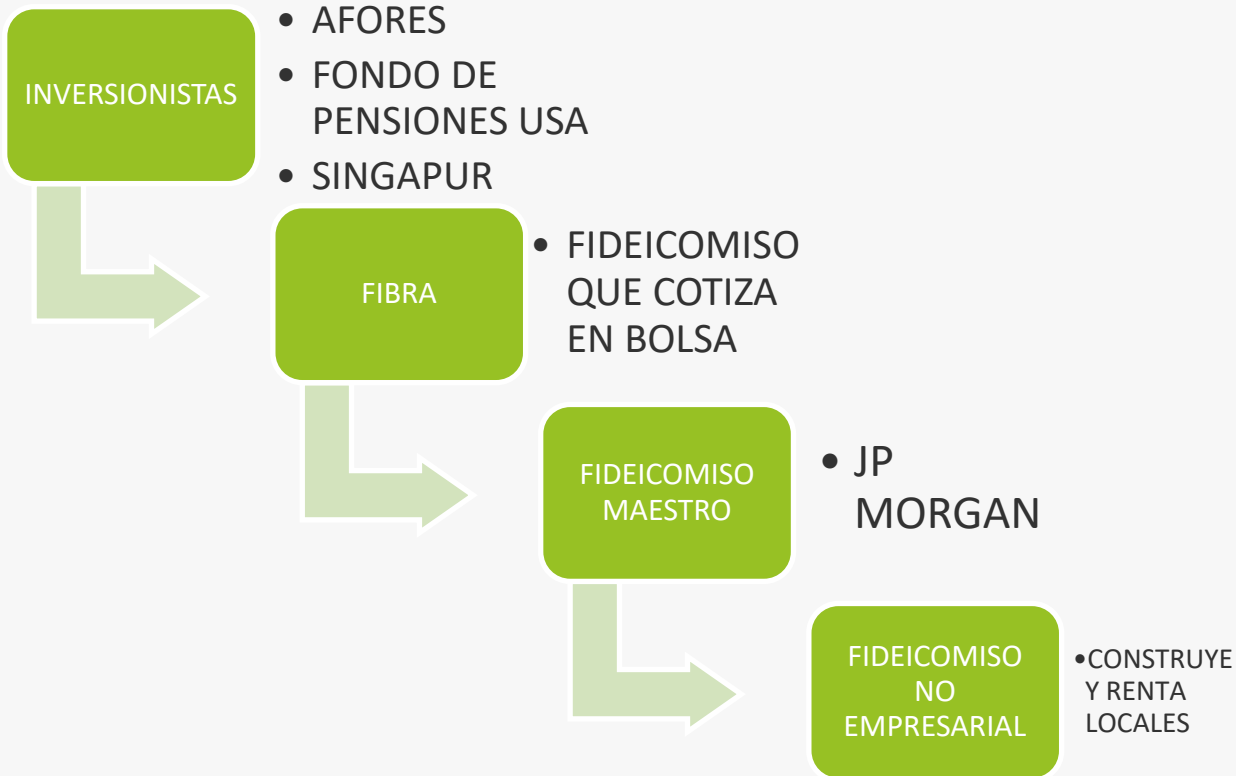 INVERSIONISTAS
• AFORES
• FONDO DE
PENSIONES USA
• SINGAPUR
FIBRA
• FIDEICOMISO
QUE COTIZA
EN BOLSA
FIDEICOMISO
MAESTRO
• JP
MORGAN
FIDEICOMISO
NO
EMPRESARIAL
•CONSTRUYE
Y RENTA
LOCALES